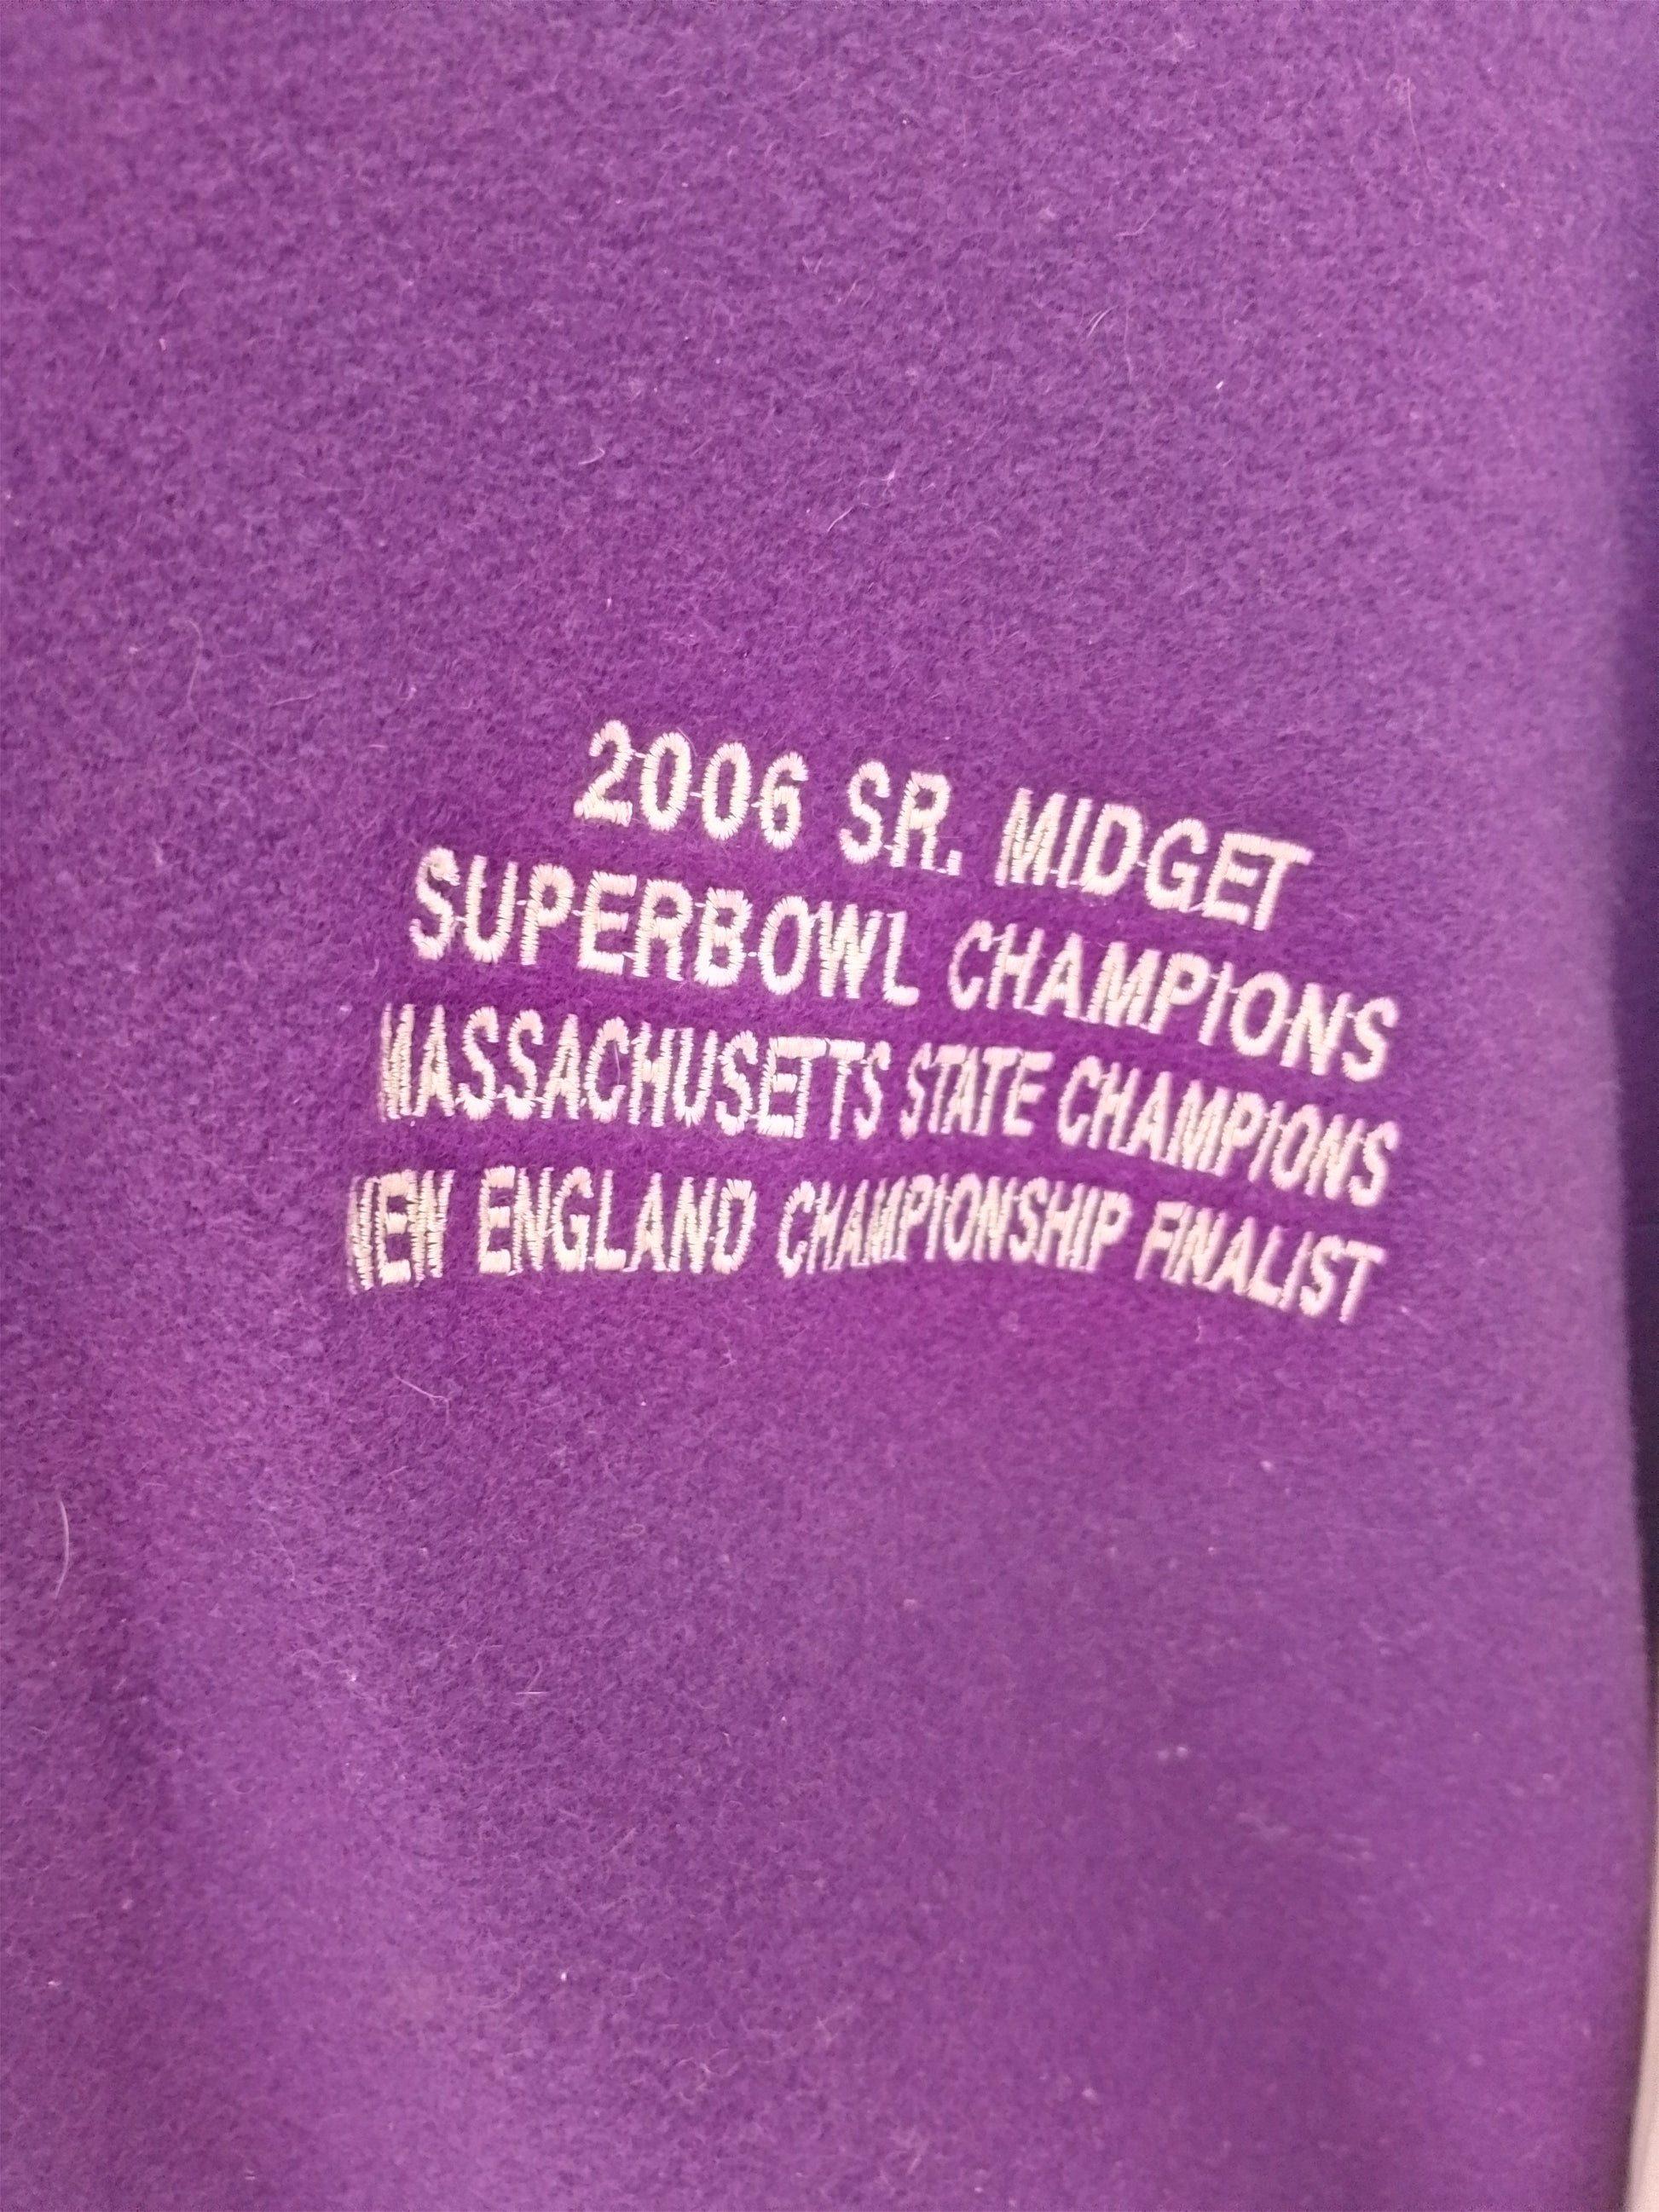 2006 SR. MIDGET
SUPERBOWL CHAMPIONS
MASSACHUSETTS STATE CHAMPIONS
NEW ENGLAND CHAMPIONSHIP FINALIST